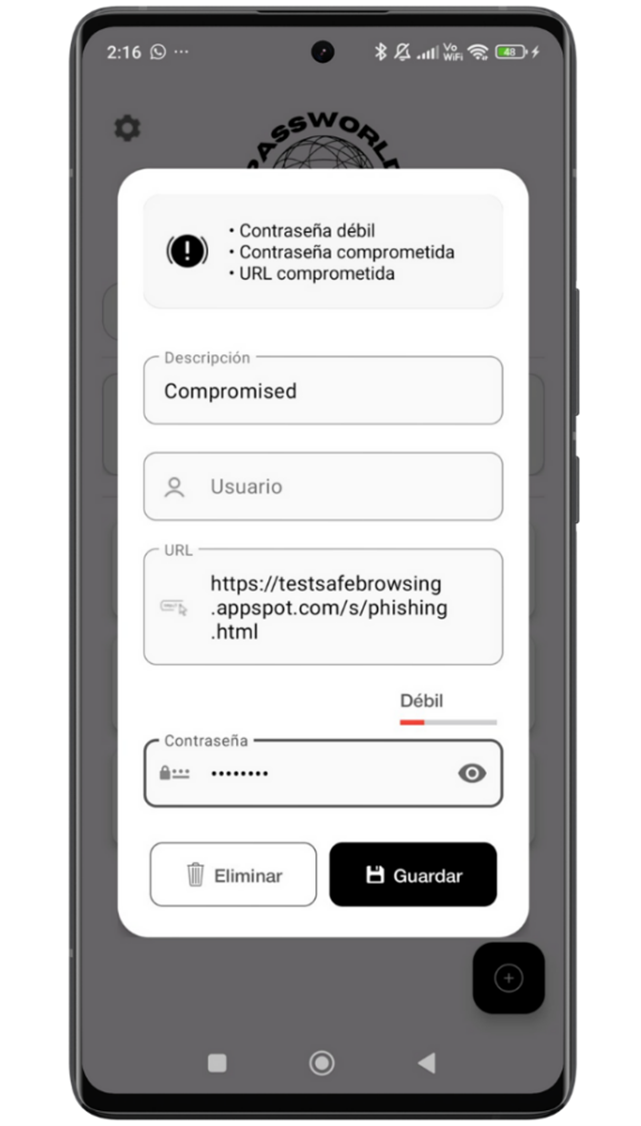 2:16
Vo
WiFi
48
PASSWORLD
• Contraseña débil
• Contraseña comprometida
• URL comprometida
Descripción
Compromised
Usuario
URL
https://testsafebrowsing
.appspot.com/s/phishing
.html
Débil
Contraseña
••••••••
Eliminar
Guardar